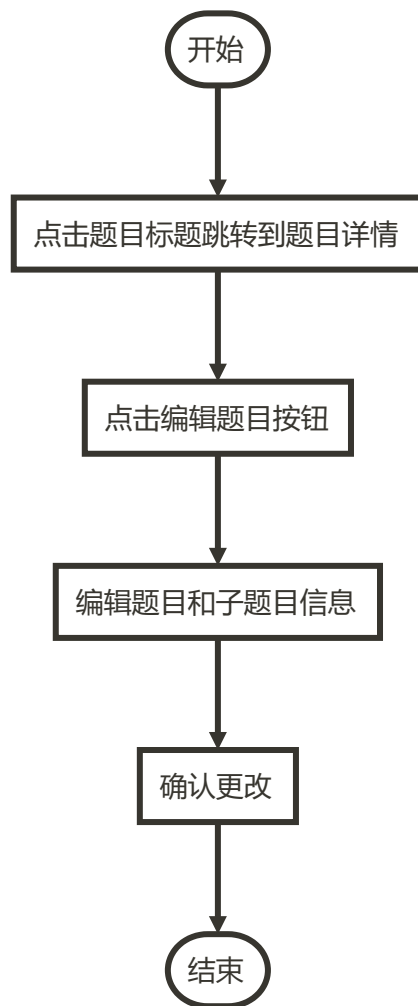 开始
点击题目标题跳转到题目详情
点击编辑题目按钮
编辑题目和子题目信息
确认更改
结束